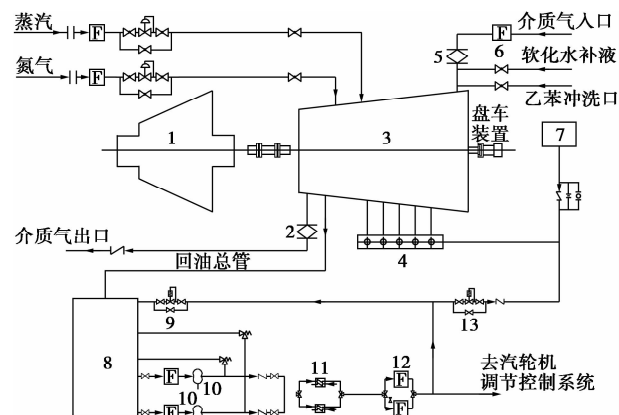 蒸汽
F
氮气
F
介质气入口
F
6
5
软化水补液
乙苯冲洗口
盘车
装置
1
3
7
2
介质气出口
回油总管
4
8
9
13
F
10
10
F
11
12
F
F
去汽轮机
调节控制系统